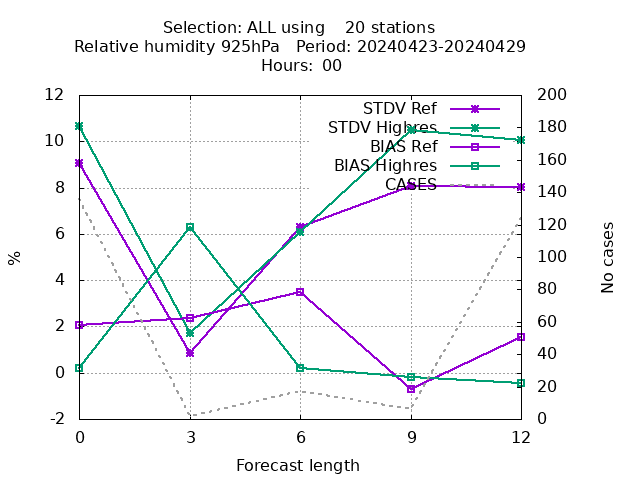 Selection: ALL using    20 stations
Relative humidity 925hPa   Period: 20240423-20240429
Hours: 00
STDV Ref
STDV Highres
BIAS Ref
BIAS Highres
CASES
12
10
8
6
4
2
0
-2
%
200
180
160
140
120
100
80
60
40
20
0
No cases
0 3 6 9 12
Forecast length